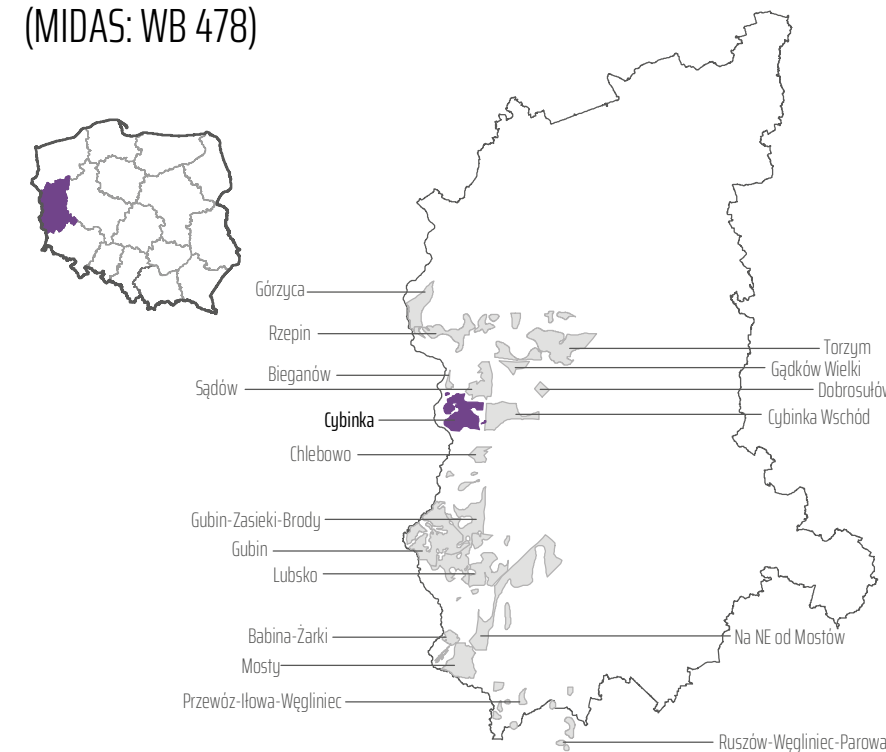 (MIDAS: WB 478)
Górzyca
Rzepin
Torzym
Gądków Wielki
Bieganów
Sądów
Dobrosułów
Cybinka
Cybinka Wschód
Chlebowo
Gubin-Zasieki-Brody
Gubin
Lubsko
Babina-Żarki
Na NE od Mostów
Mosty
Przewóz-Iłowa-Węgliniec
Ruszów-Węgliniec-Parowa